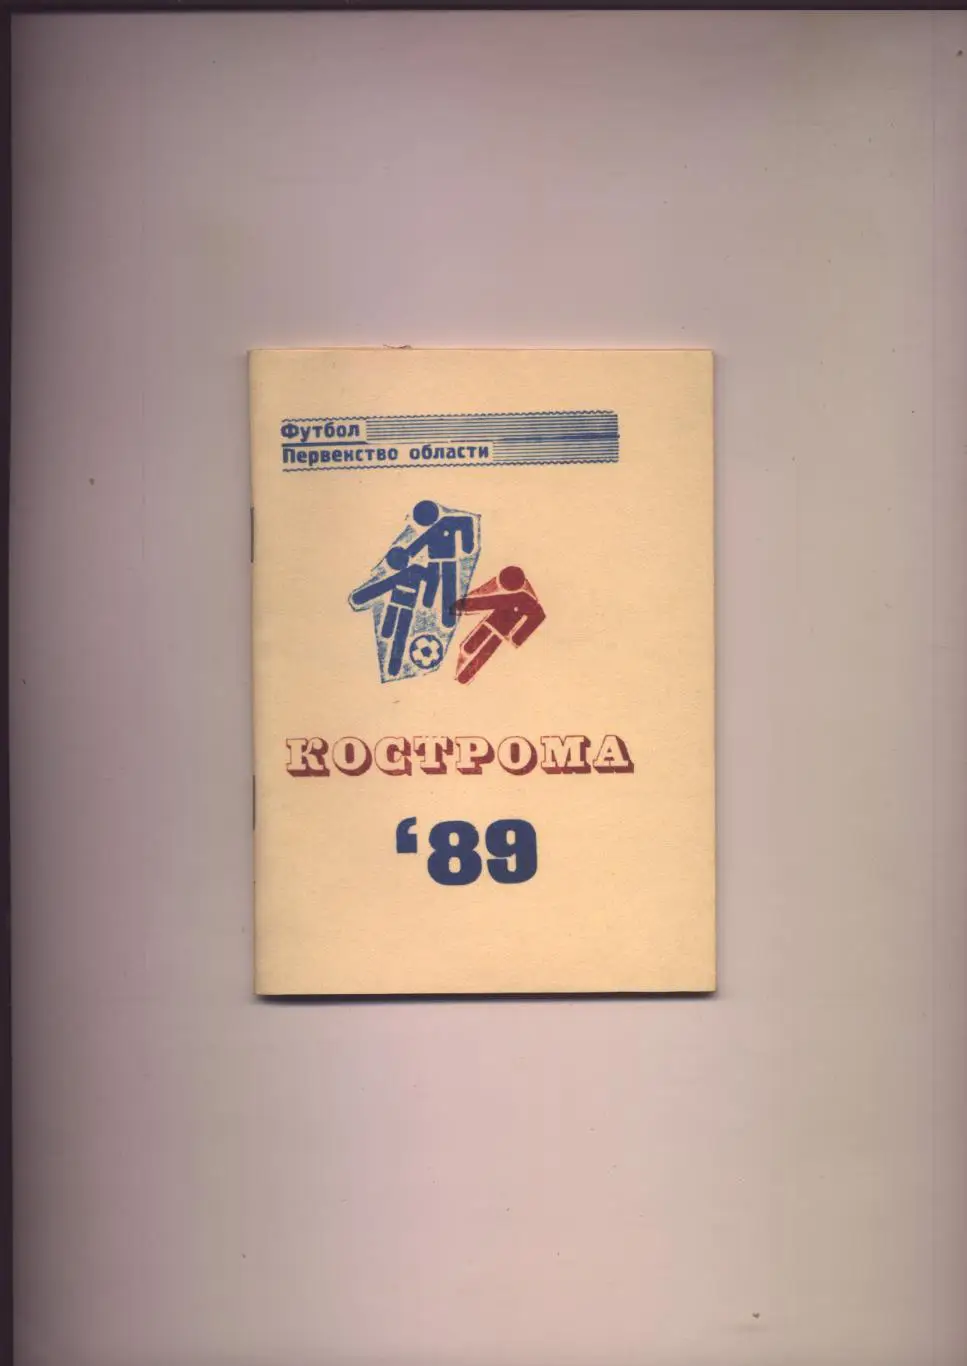 Футбол
Первенство области
КОСТРОМА
‘89